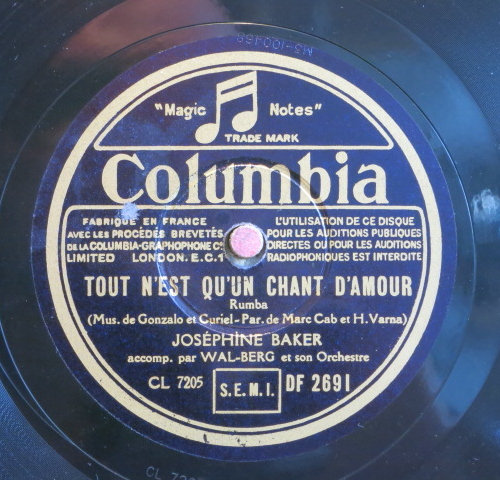 "Magic Notes"
TRADE MARK
Columbia
FABRIQUÉ EN FRANCE
AVEC LES PROCÉDÉS BREVETÉS
DE LA COLUMBIA-GRAPHOPHONE Cº
LIMITED LONDON. E.C.1
L'UTILISATION DE CE DISQUE
POUR LES AUDITIONS PUBLIQUES
DIRECTES OU POUR LES AUDITIONS
RADIOPHONIQUES EST INTERDITE
TOUT N'EST QU'UN CHANT D'AMOUR
Rumba
(Mus. de Gonzalo et Curiel-Par. de Marc Cab et H. Varna)
JOSÉPHINE BAKER
accomp. par WAL-BERG et son Orchestre
CL 7205 S.E.M.I. DF 2691